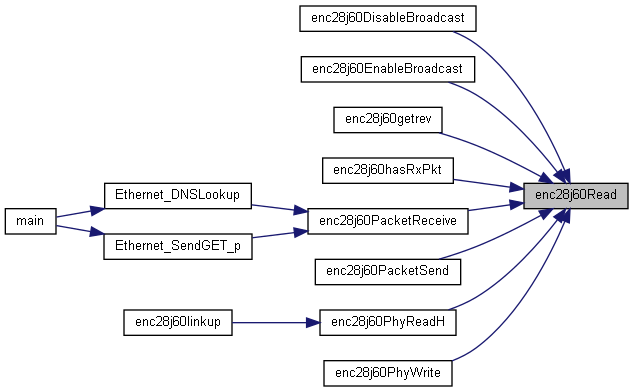 enc28j60DisableBroadcast
enc28j60EnableBroadcast
enc28j60getrev
enc28j60hasRxPkt
Ethernet_DNSLookup
enc28j60Read
main
enc28j60PacketReceive
Ethernet_SendGET_p
enc28j60PacketSend
enc28j60linkup
enc28j60PhyReadH
enc28j60PhyWrite